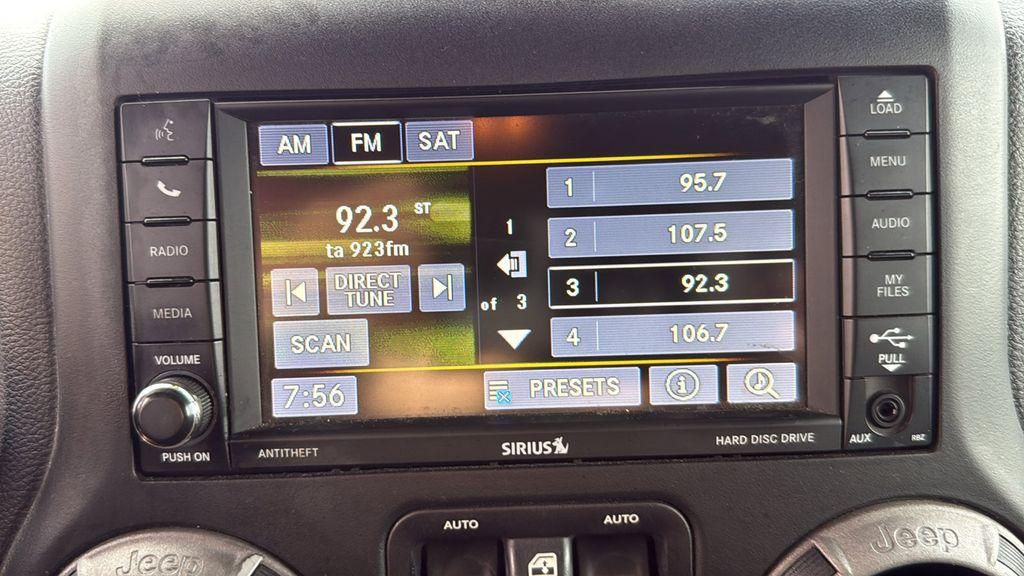 AM FM SAT
92.3 ST
ta 923fm
DIRECT
TUNE
SCAN
7:56
1
of 3
1 95.7
2 107.5
3 92.3
4 106.7
PRESETS
RADIO
MEDIA
VOLUME
PUSH ON
ANTITHEFT
SIRIUS
HARD DISC DRIVE
LOAD
MENU
AUDIO
MY
FILES
PULL
AUX
RBZ
AUTO AUTO
Jeep Jeep